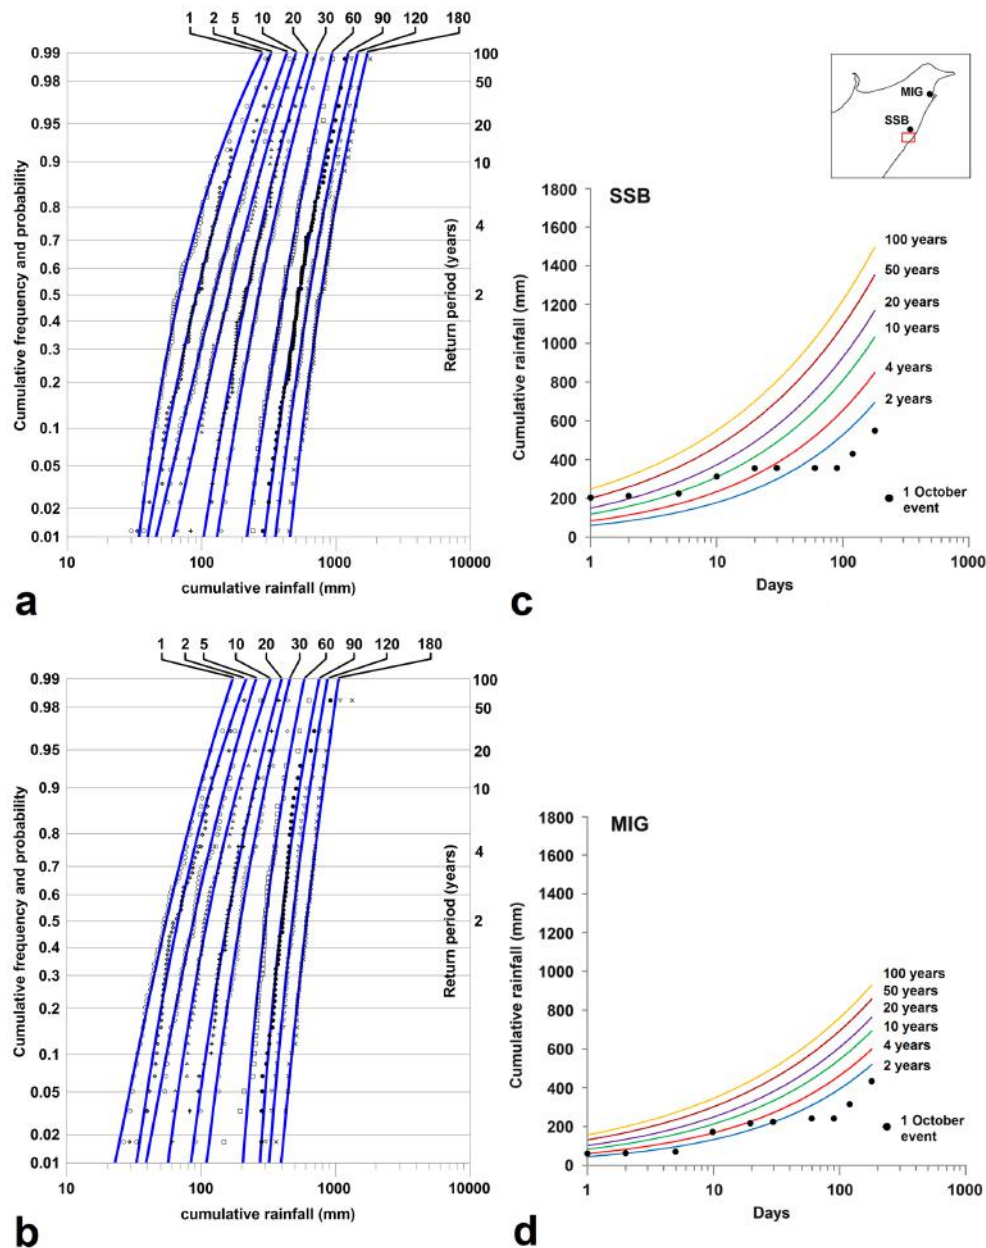 1 2 5 10 20 30 60 90 120 180
0.99
0.98
0.95
0.9
0.8
0.7
0.6
0.5
0.4
0.3
0.2
0.1
0.05
0.02
0.01
Cumulative frequency and probability
100
50
20
10
4
2
Return period (years)
10 100 1000 10000
cumulative rainfall (mm)
a
MIG
SSB
SSB
1800
1600
1400
1200
1000
800
600
400
200
0
Cumulative rainfall (mm)
100 years
50 years
20 years
10 years
4 years
2 years
1 October
event
1 10 100 1000
Days
c
1 2 5 10 20 30 60 90 120 180
0.99
0.98
0.95
0.9
0.8
0.7
0.6
0.5
0.4
0.3
0.2
0.1
0.05
0.02
0.01
Cumulative frequency and probability
100
50
20
10
4
2
Return period (years)
10 100 1000 10000
cumulative rainfall (mm)
b
MIG
1800
1600
1400
1200
1000
800
600
400
200
0
Cumulative rainfall (mm)
100 years
50 years
20 years
10 years
4 years
2 years
1 October
event
1 10 100 1000
Days
d